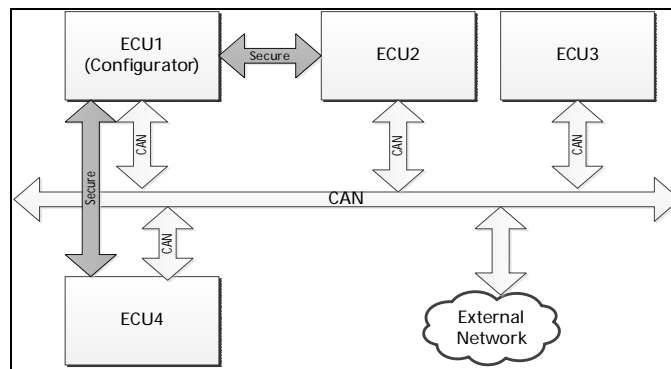 ECU1
(Configurator)
Secure
ECU2
ECU3
CAN
CAN
CAN
Secure
CAN
CAN
ECU4
External
Network